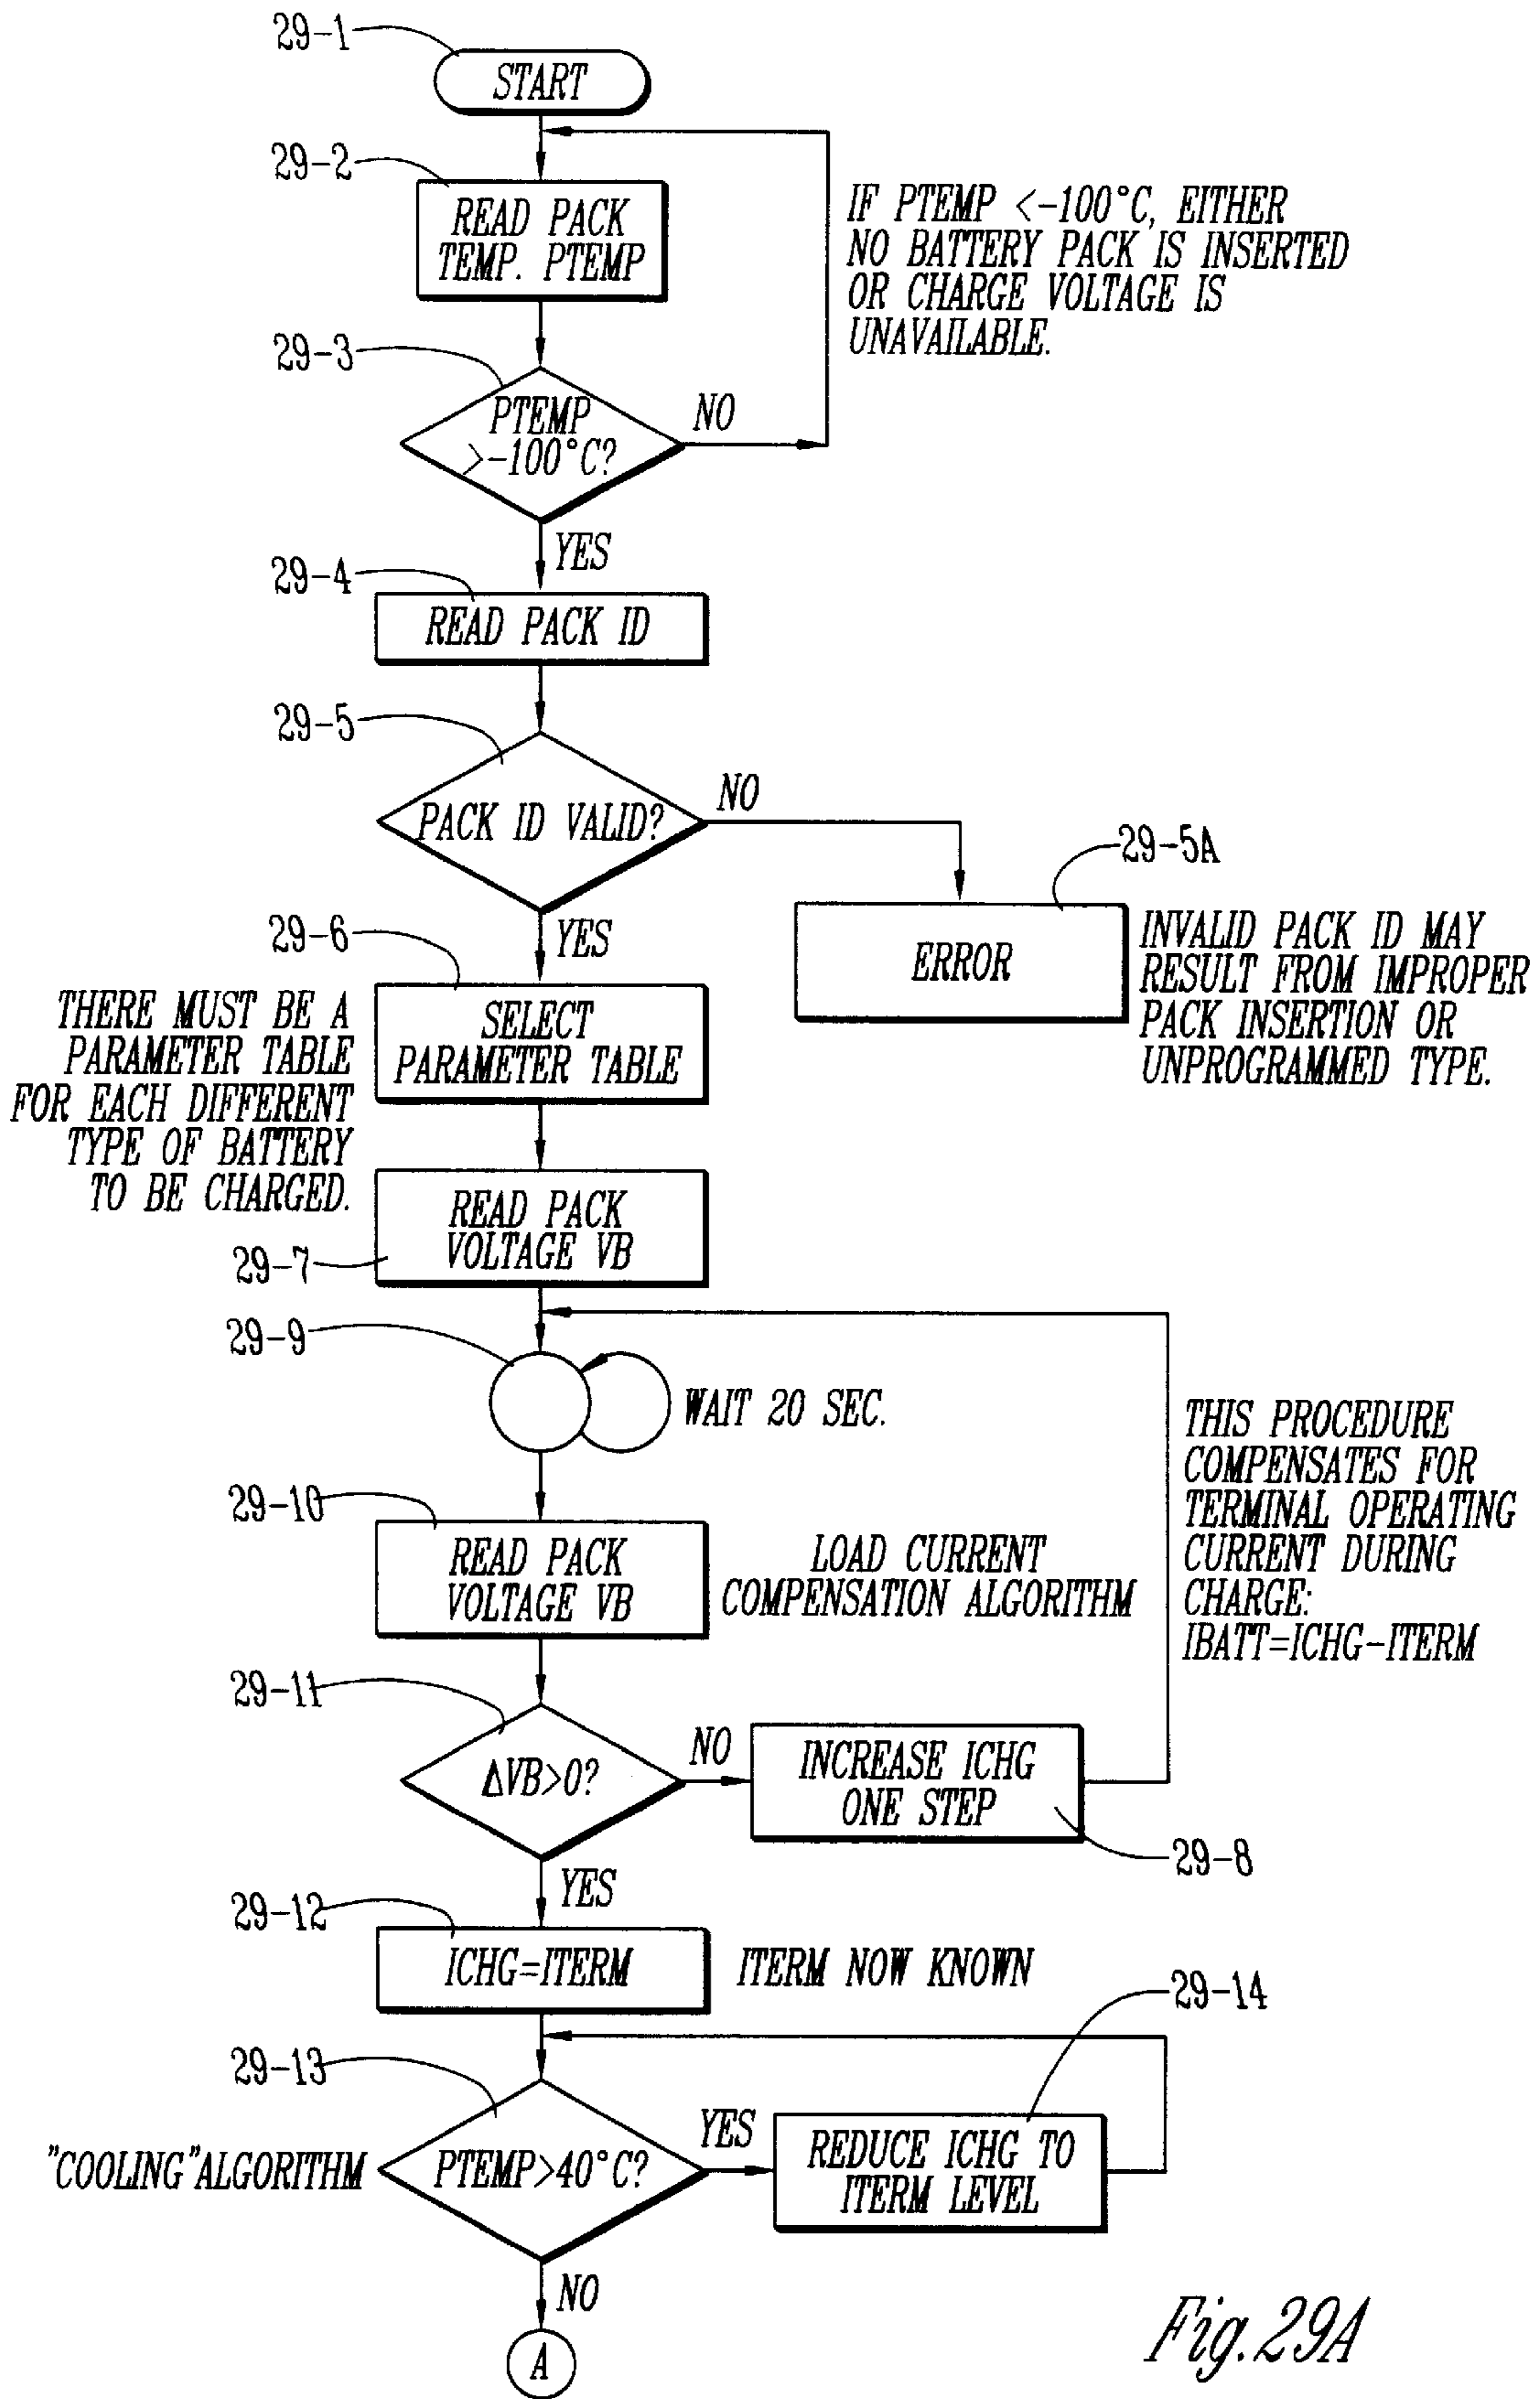 29-1
START
29-2
READ PACK
TEMP. PTEMP
IF PTEMP <-100°C, EITHER
NO BATTERY PACK IS INSERTED
OR CHARGE VOLTAGE IS
UNAVAILABLE.
29-3
PTEMP
>-100°C?
NO
YES
29-4
READ PACK ID
29-5
PACK ID VALID?
NO
29-5A
ERROR
INVALID PACK ID MAY
RESULT FROM IMPROPER
PACK INSERTION OR
UNPROGRAMMED TYPE.
YES
29-6
THERE MUST BE A
PARAMETER TABLE
FOR EACH DIFFERENT
TYPE OF BATTERY
TO BE CHARGED.
SELECT
PARAMETER TABLE
READ PACK
VOLTAGE VB
29-7
29-9
WAIT 20 SEC.
THIS PROCEDURE
COMPENSATES FOR
TERMINAL OPERATING
CURRENT DURING
CHARGE:
IBATT=ICHG-ITERM
29-10
READ PACK
VOLTAGE VB
LOAD CURRENT
COMPENSATION ALGORITHM
29-11
ΔVB>0?
NO
INCREASE ICHG
ONE STEP
29-8
YES
29-12
ICHG=ITERM
ITERM NOW KNOWN
29-14
29-13
"COOLING"ALGORITHM
PTEMP>40°C?
YES
REDUCE ICHG TO
ITERM LEVEL
NO
A
Fig.29A